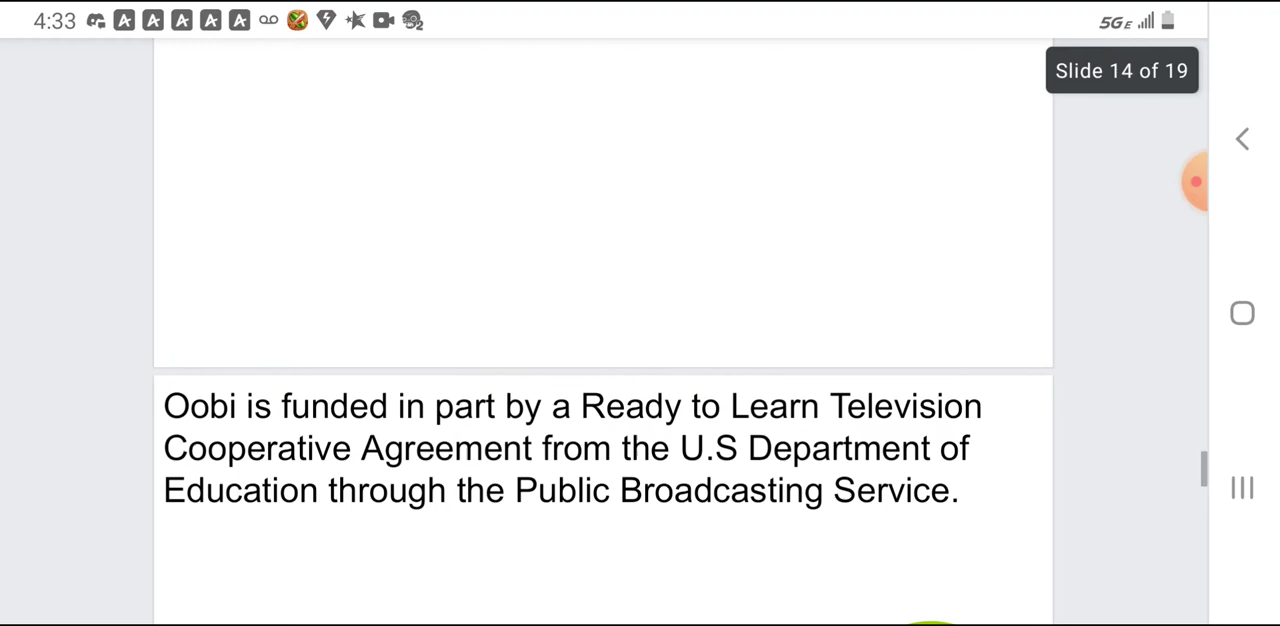 4:33
5G E
Slide 14 of 19
Oobi is funded in part by a Ready to Learn Television
Cooperative Agreement from the U.S Department of
Education through the Public Broadcasting Service.